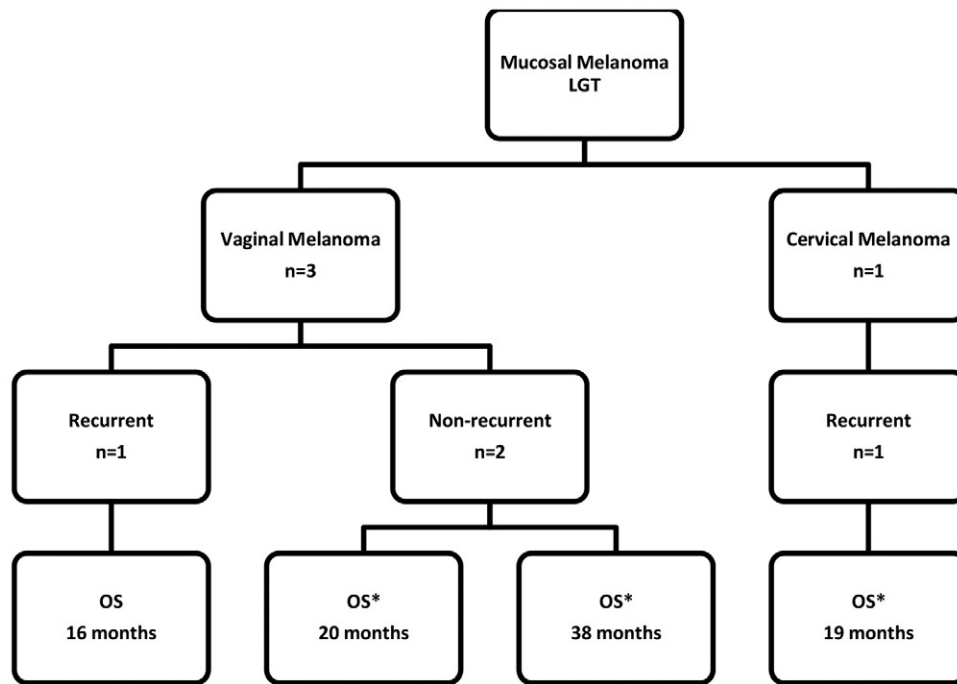 Mucosal Melanoma
LGT
Vaginal Melanoma
n=3
Cervical Melanoma
n=1
Recurrent
n=1
Non-recurrent
n=2
Recurrent
n=1
OS
16 months
OS*
20 months
OS*
38 months
OS*
19 months